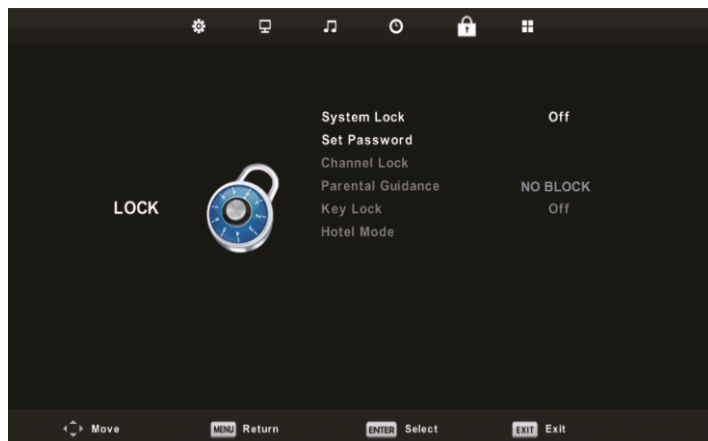 System Lock Off
Set Password
Channel Lock
Parental Guidance NO BLOCK
LOCK
Key Lock Off
Hotel Mode
Move MENU Return ENTER Select EXIT Exit